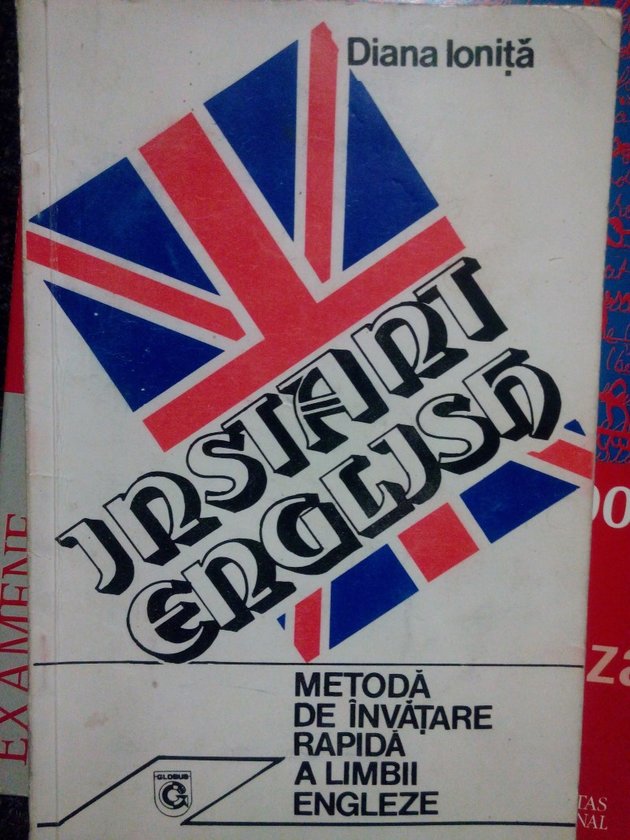 Diana Ioniță
INSTANT
ENGLISH
METODĂ
DE ÎNVĂȚARE
RAPIDĂ
A LIMBII
ENGLEZE
GLOBUS
G
EXAMENE